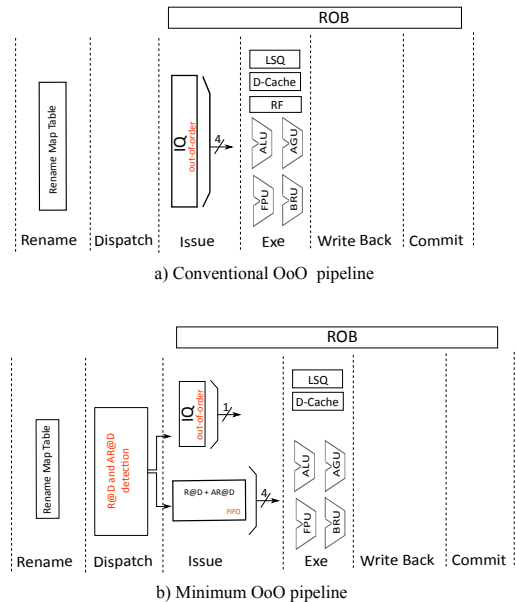 ROB
LSQ
D-Cache
RF
Rename Map Table
IQ
out-of-order
4
ALU
AGU
FPU
BRU
Rename
Dispatch
Issue
Exe
Write Back
Commit
a) Conventional OoO pipeline
ROB
LSQ
D-Cache
IQ
out-of-order
1
Rename Map Table
R@D and AR@D
detection
R@D + AR@D
FIFO
4
ALU
AGU
FPU
BRU
Rename
Dispatch
Issue
Exe
Write Back
Commit
b) Minimum OoO pipeline